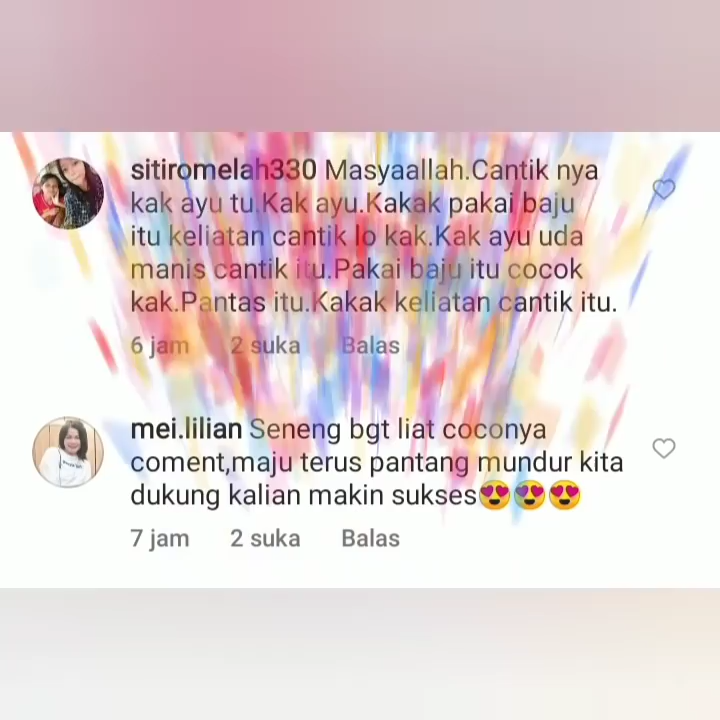 sitiromelah330 Masyaallah.Cantik nya
kak ayu tu.Kak ayu.Kakak pakai baju
itu keliatan cantik lo kak.Kak ayu uda
manis cantik itu.Pakai baju itu cocok
kak.Pantas itu.Kakak keliatan cantik itu.
6 jam 2 suka Balas
mei.lilian Seneng bgt liat coconya
coment,maju terus pantang mundur kita
dukung kalian makin sukses😍😍😍
7 jam 2 suka Balas